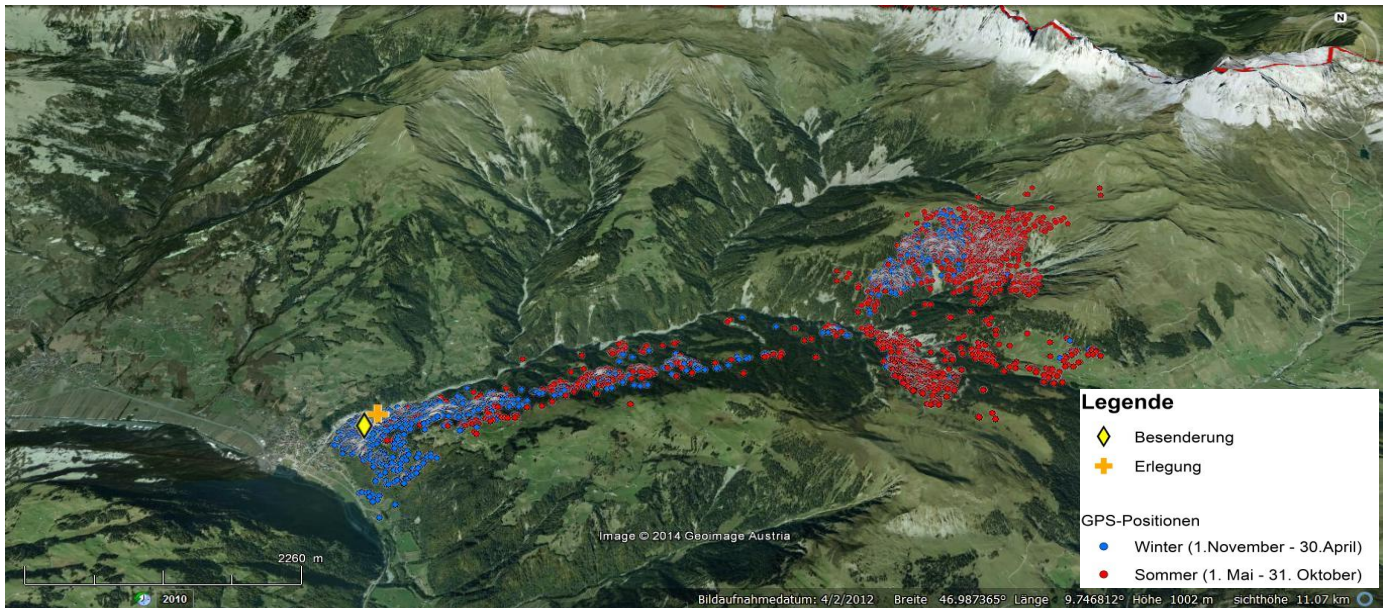 N
Legende
Besenderung
Erlegung
GPS-Positionen
Winter (1.November - 30.April)
Sommer (1. Mai - 31. Oktober)
Image © 2014 Geoimage Austria
2260 m
2010
Bildaufnahmedatum: 4/2/2012 Breite 46.987365° Länge 9.746812° Höhe 1002 m sichthöhe 11.07 km